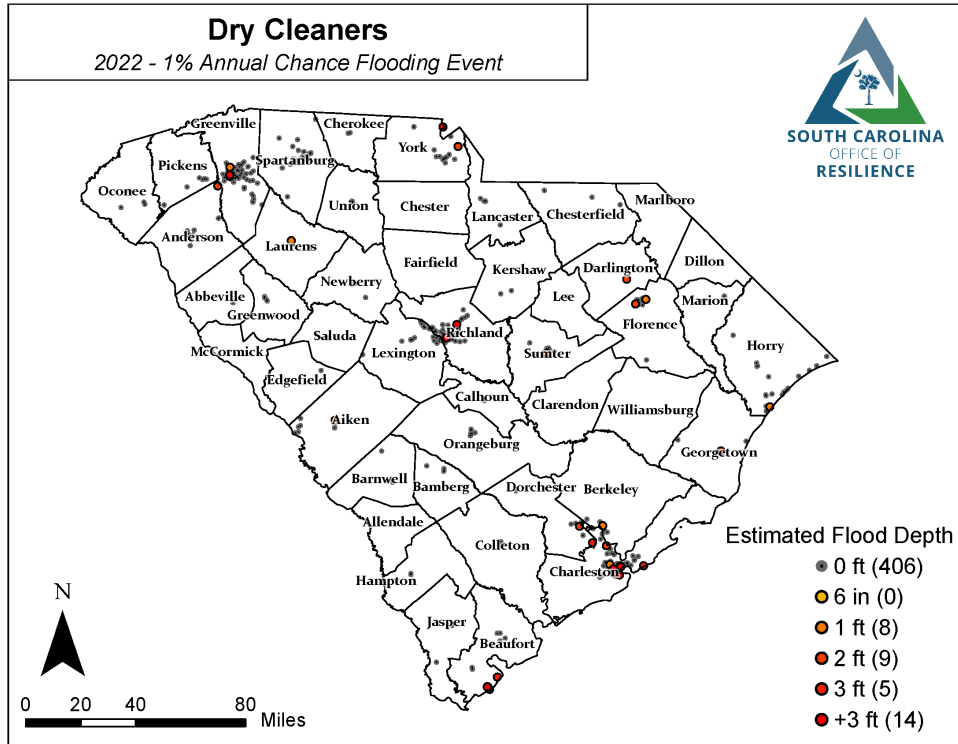 Dry Cleaners
2022 - 1% Annual Chance Flooding Event
SOUTH CAROLINA
OFFICE OF
RESILIENCE
Greenville
Cherokee
York
Pickens
Spartanburg
Oconee
Union
Chester
Lancaster
Chesterfield
Marlboro
Anderson
Laurens
Fairfield
Kershaw
Darlington
Dillon
Newberry
Abbeville
Greenwood
Lee
Marion
Florence
Saluda
Richland
McCormick
Lexington
Sumter
Horry
Edgefield
Calhoun
Clarendon
Williamsburg
Aiken
Orangeburg
Georgetown
Barnwell
Bamberg
Dorchester
Berkeley
Allendale
Colleton
Charleston
Hampton
Jasper
Beaufort
Estimated Flood Depth
0 ft (406)
6 in (0)
1 ft (8)
2 ft (9)
3 ft (5)
+3 ft (14)
N
0 20 40 80 Miles